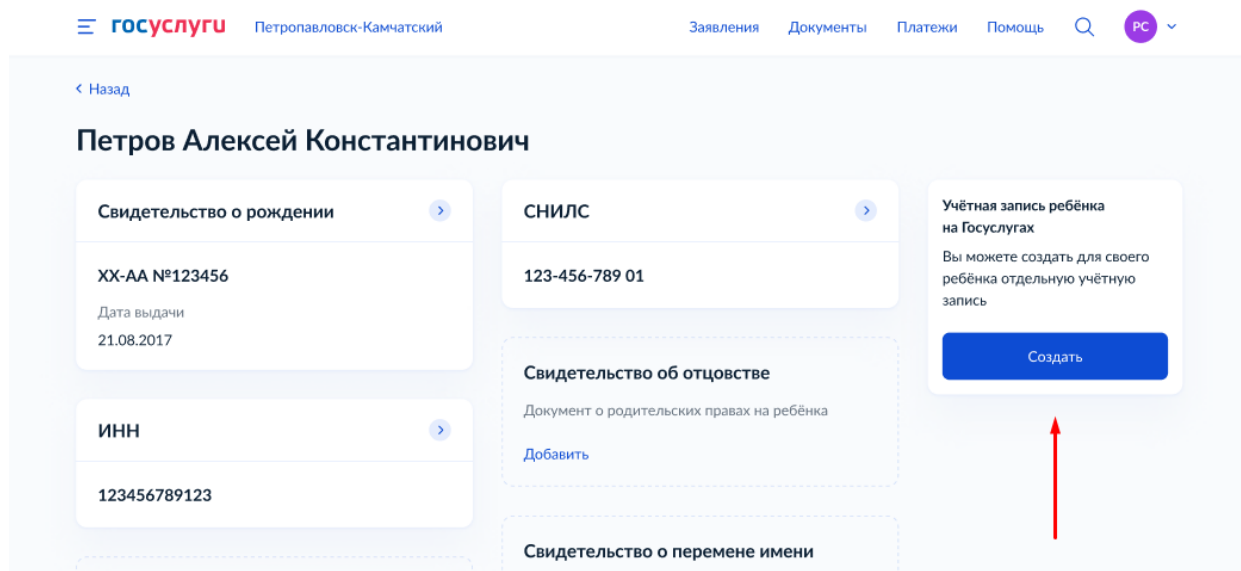 госуслуги Петропавловск-Камчатский Заявления Документы Платежи Помощь РС
Назад
Петров Алексей Константинович
Свидетельство о рождении
XX-AA №123456
Дата выдачи
21.08.2017
ИНН
123456789123
СНИЛС
123-456-789 01
Свидетельство об отцовстве
Документ о родительских правах на ребёнка
Добавить
Свидетельство о перемене имени
Учётная запись ребёнка
на Госуслугах
Вы можете создать для своего
ребёнка отдельную учётную
запись
Создать